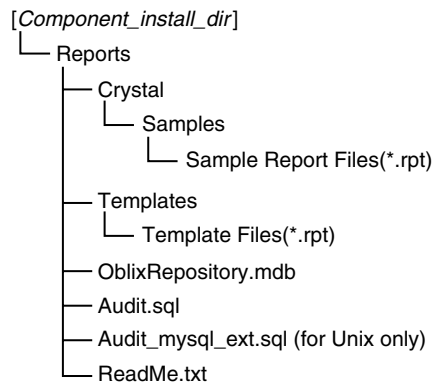 [Component_install_dir]
Reports
Crystal
Samples
Sample Report Files(*.rpt)
Templates
Template Files(*.rpt)
OblixRepository.mdb
Audit.sql
Audit_mysql_ext.sql (for Unix only)
ReadMe.txt